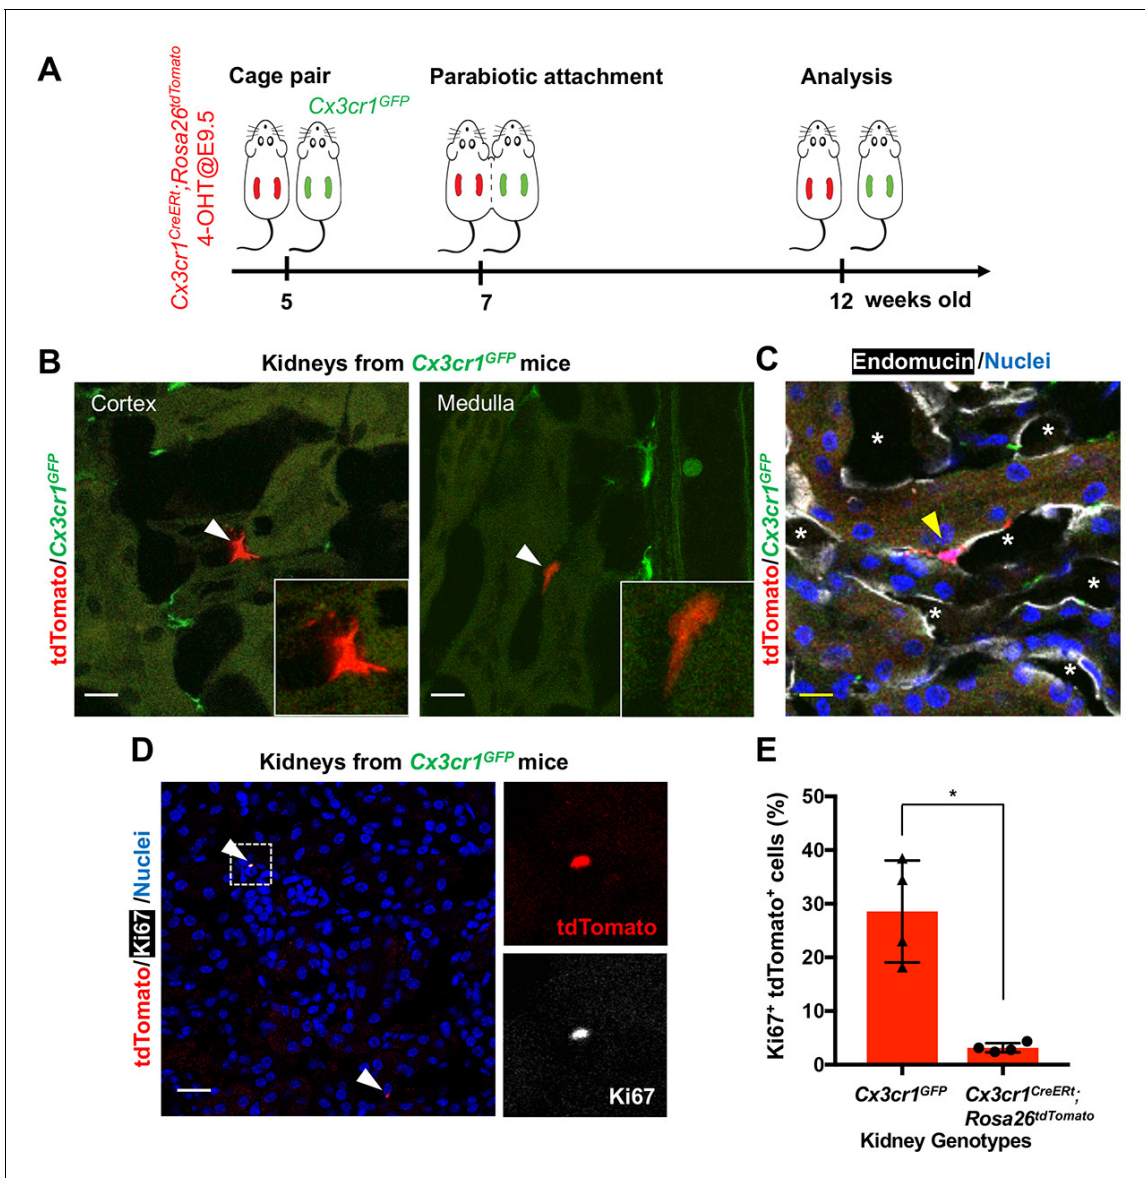 A
Cx3cr1CreERt;Rosa26tdTomato
4-OHT@E9.5
Cage pair
Cx3cr1GFP
Parabiotic attachment
Analysis
5
7
12
weeks old
B
Kidneys from Cx3cr1GFP mice
tdTomato/Cx3cr1GFP
Cortex
Medulla
C
Endomucin/Nuclei
tdTomato/Cx3cr1GFP
*
*
*
*
*
*
*
D
Kidneys from Cx3cr1GFP mice
tdTomato/Ki67/Nuclei
tdTomato
Ki67
E
Ki67+ tdTomato+ cells (%)
50
40
30
20
10
0
*
Cx3cr1GFP
Cx3cr1CreERt;
Rosa26tdTomato
Kidney Genotypes